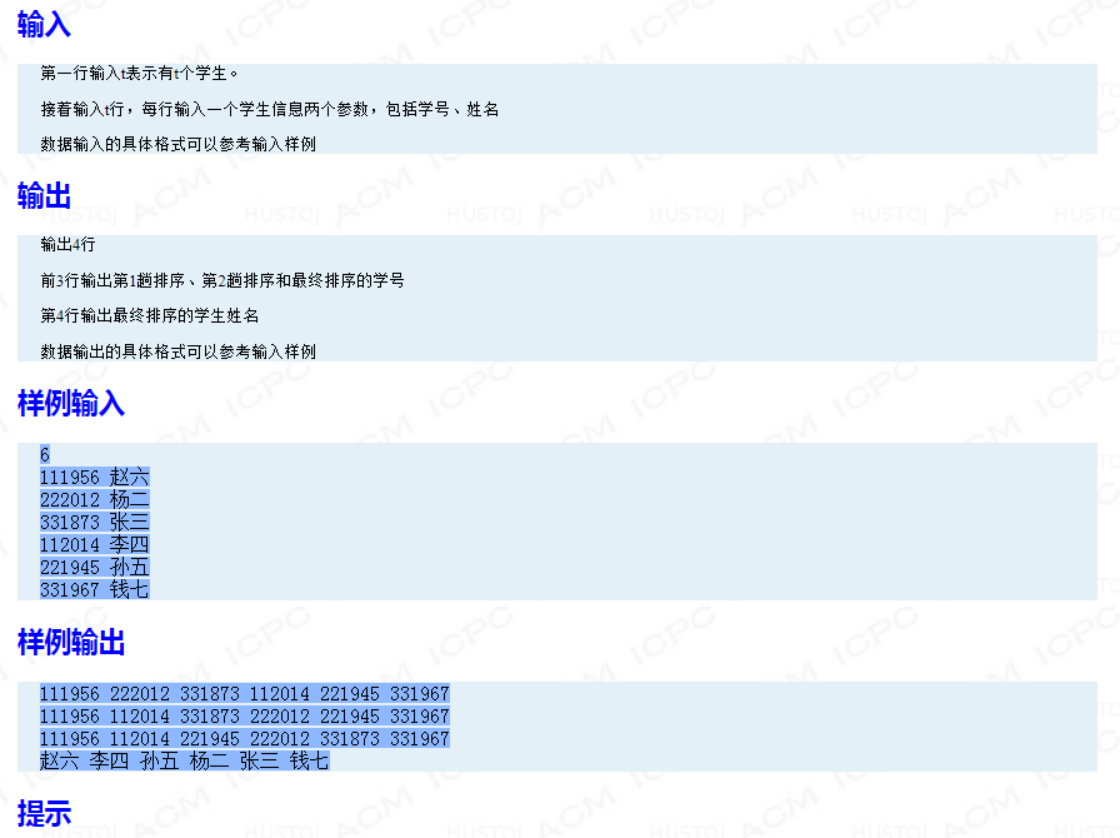 输入
第一行输入t表示有t个学生。
接着输入t行，每行输入一个学生信息两个参数，包括学号、姓名
数据输入的具体格式可以参考输入样例
输出
输出4行
前3行输出第1趟排序、第2趟排序和最终排序的学号
第4行输出最终排序的学生姓名
数据输出的具体格式可以参考输入样例
样例输入
6
111956 赵六
222012 杨二
331873 张三
112014 李四
221945 孙五
331967 钱七
样例输出
111956 222012 331873 112014 221945 331967
111956 112014 331873 222012 221945 331967
111956 112014 221945 222012 331873 331967
赵六 李四 孙五 杨二 张三 钱七
提示
HUSTOJ ACM ICPC